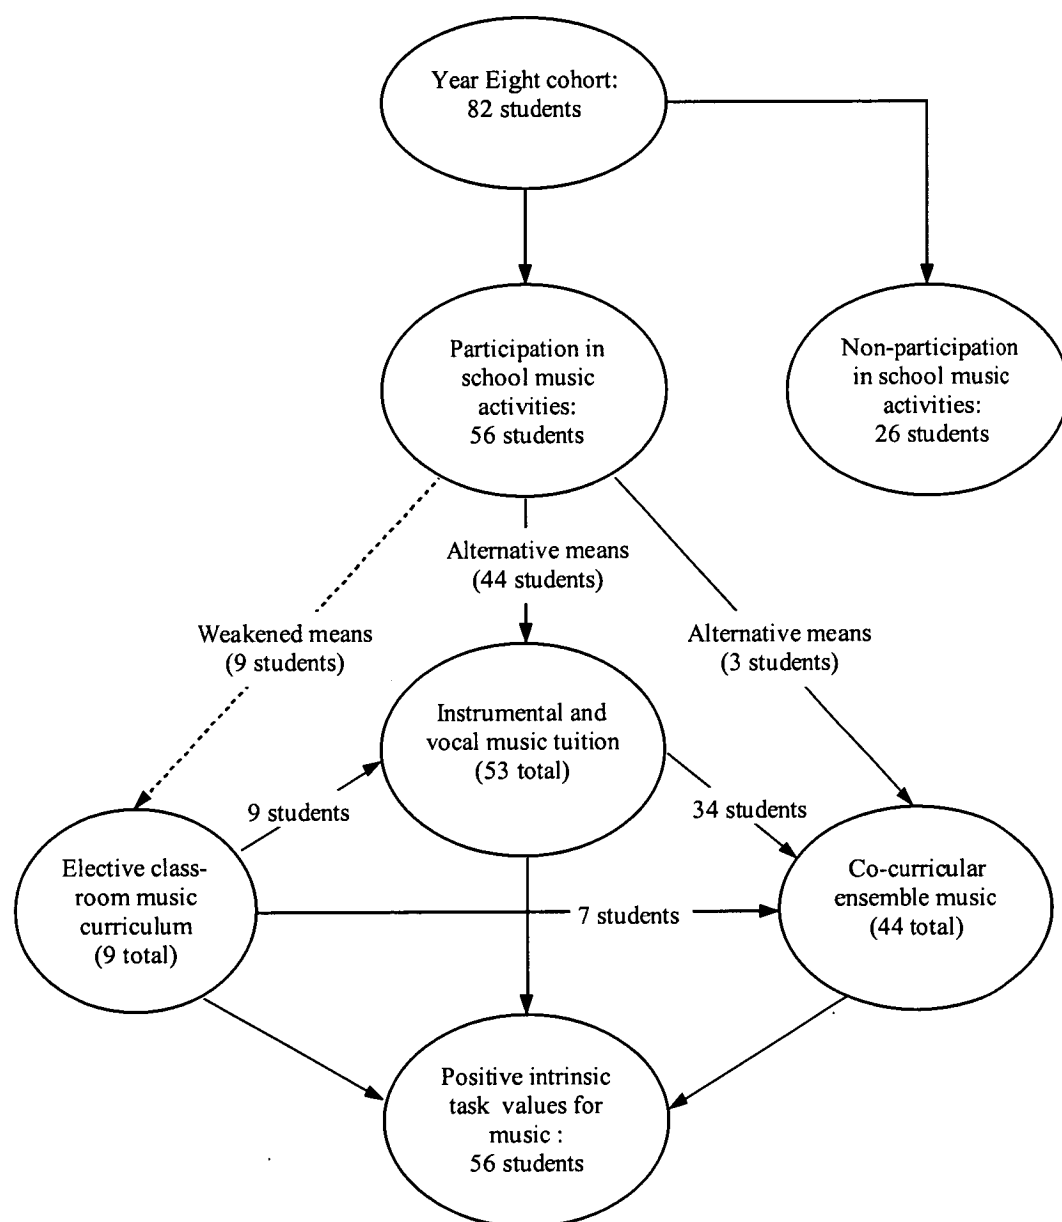 Year Eight cohort:
82 students
Participation in
school music
activities:
56 students
Non-participation
in school music
activities:
26 students
Alternative means
(44 students)
Weakened means
(9 students)
Alternative means
(3 students)
Instrumental and
vocal music tuition
(53 total)
9 students
34 students
Elective class-
room music
curriculum
(9 total)
7 students
Co-curricular
ensemble music
(44 total)
Positive intrinsic
task values for
music :
56 students